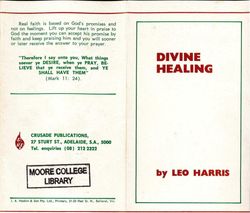 Real faith is based on God's promises and
not on feelings. Lift up your heart in praise to
God the moment you can accept his promise by
faith and keep praising him and you will sooner
or later receive the answer to your prayer.
"Therefore I say unto you, What things
soever ye DESIRE, when ye PRAY, BE-
LIEVE that ye receive them, and YE
SHALL HAVE THEM."
(Mark 11: 24).
CRUSADE PUBLICATIONS,
27 STURT ST., ADELAIDE, S.A., 5000
Tel. enquiries (08)
MOORE COLLEGE
LIBRARY
DIVINE
HEALING
by LEO HARRIS